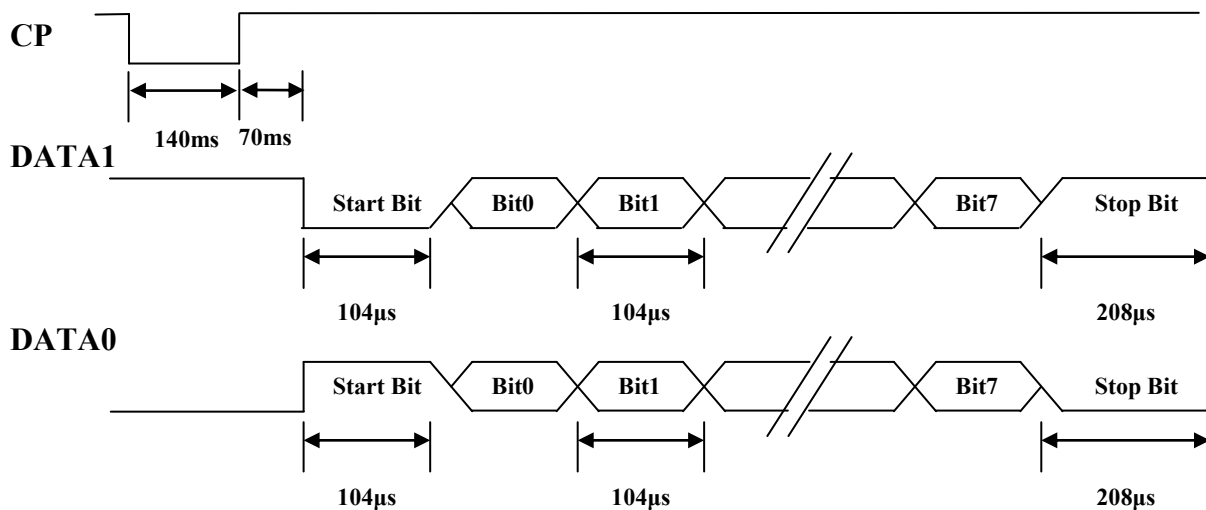 CP
140ms 70ms
DATA1
Start Bit Bit0 Bit1 Bit7 Stop Bit
104μs 104μs 208μs
DATA0
Start Bit Bit0 Bit1 Bit7 Stop Bit
104μs 104μs 208μs